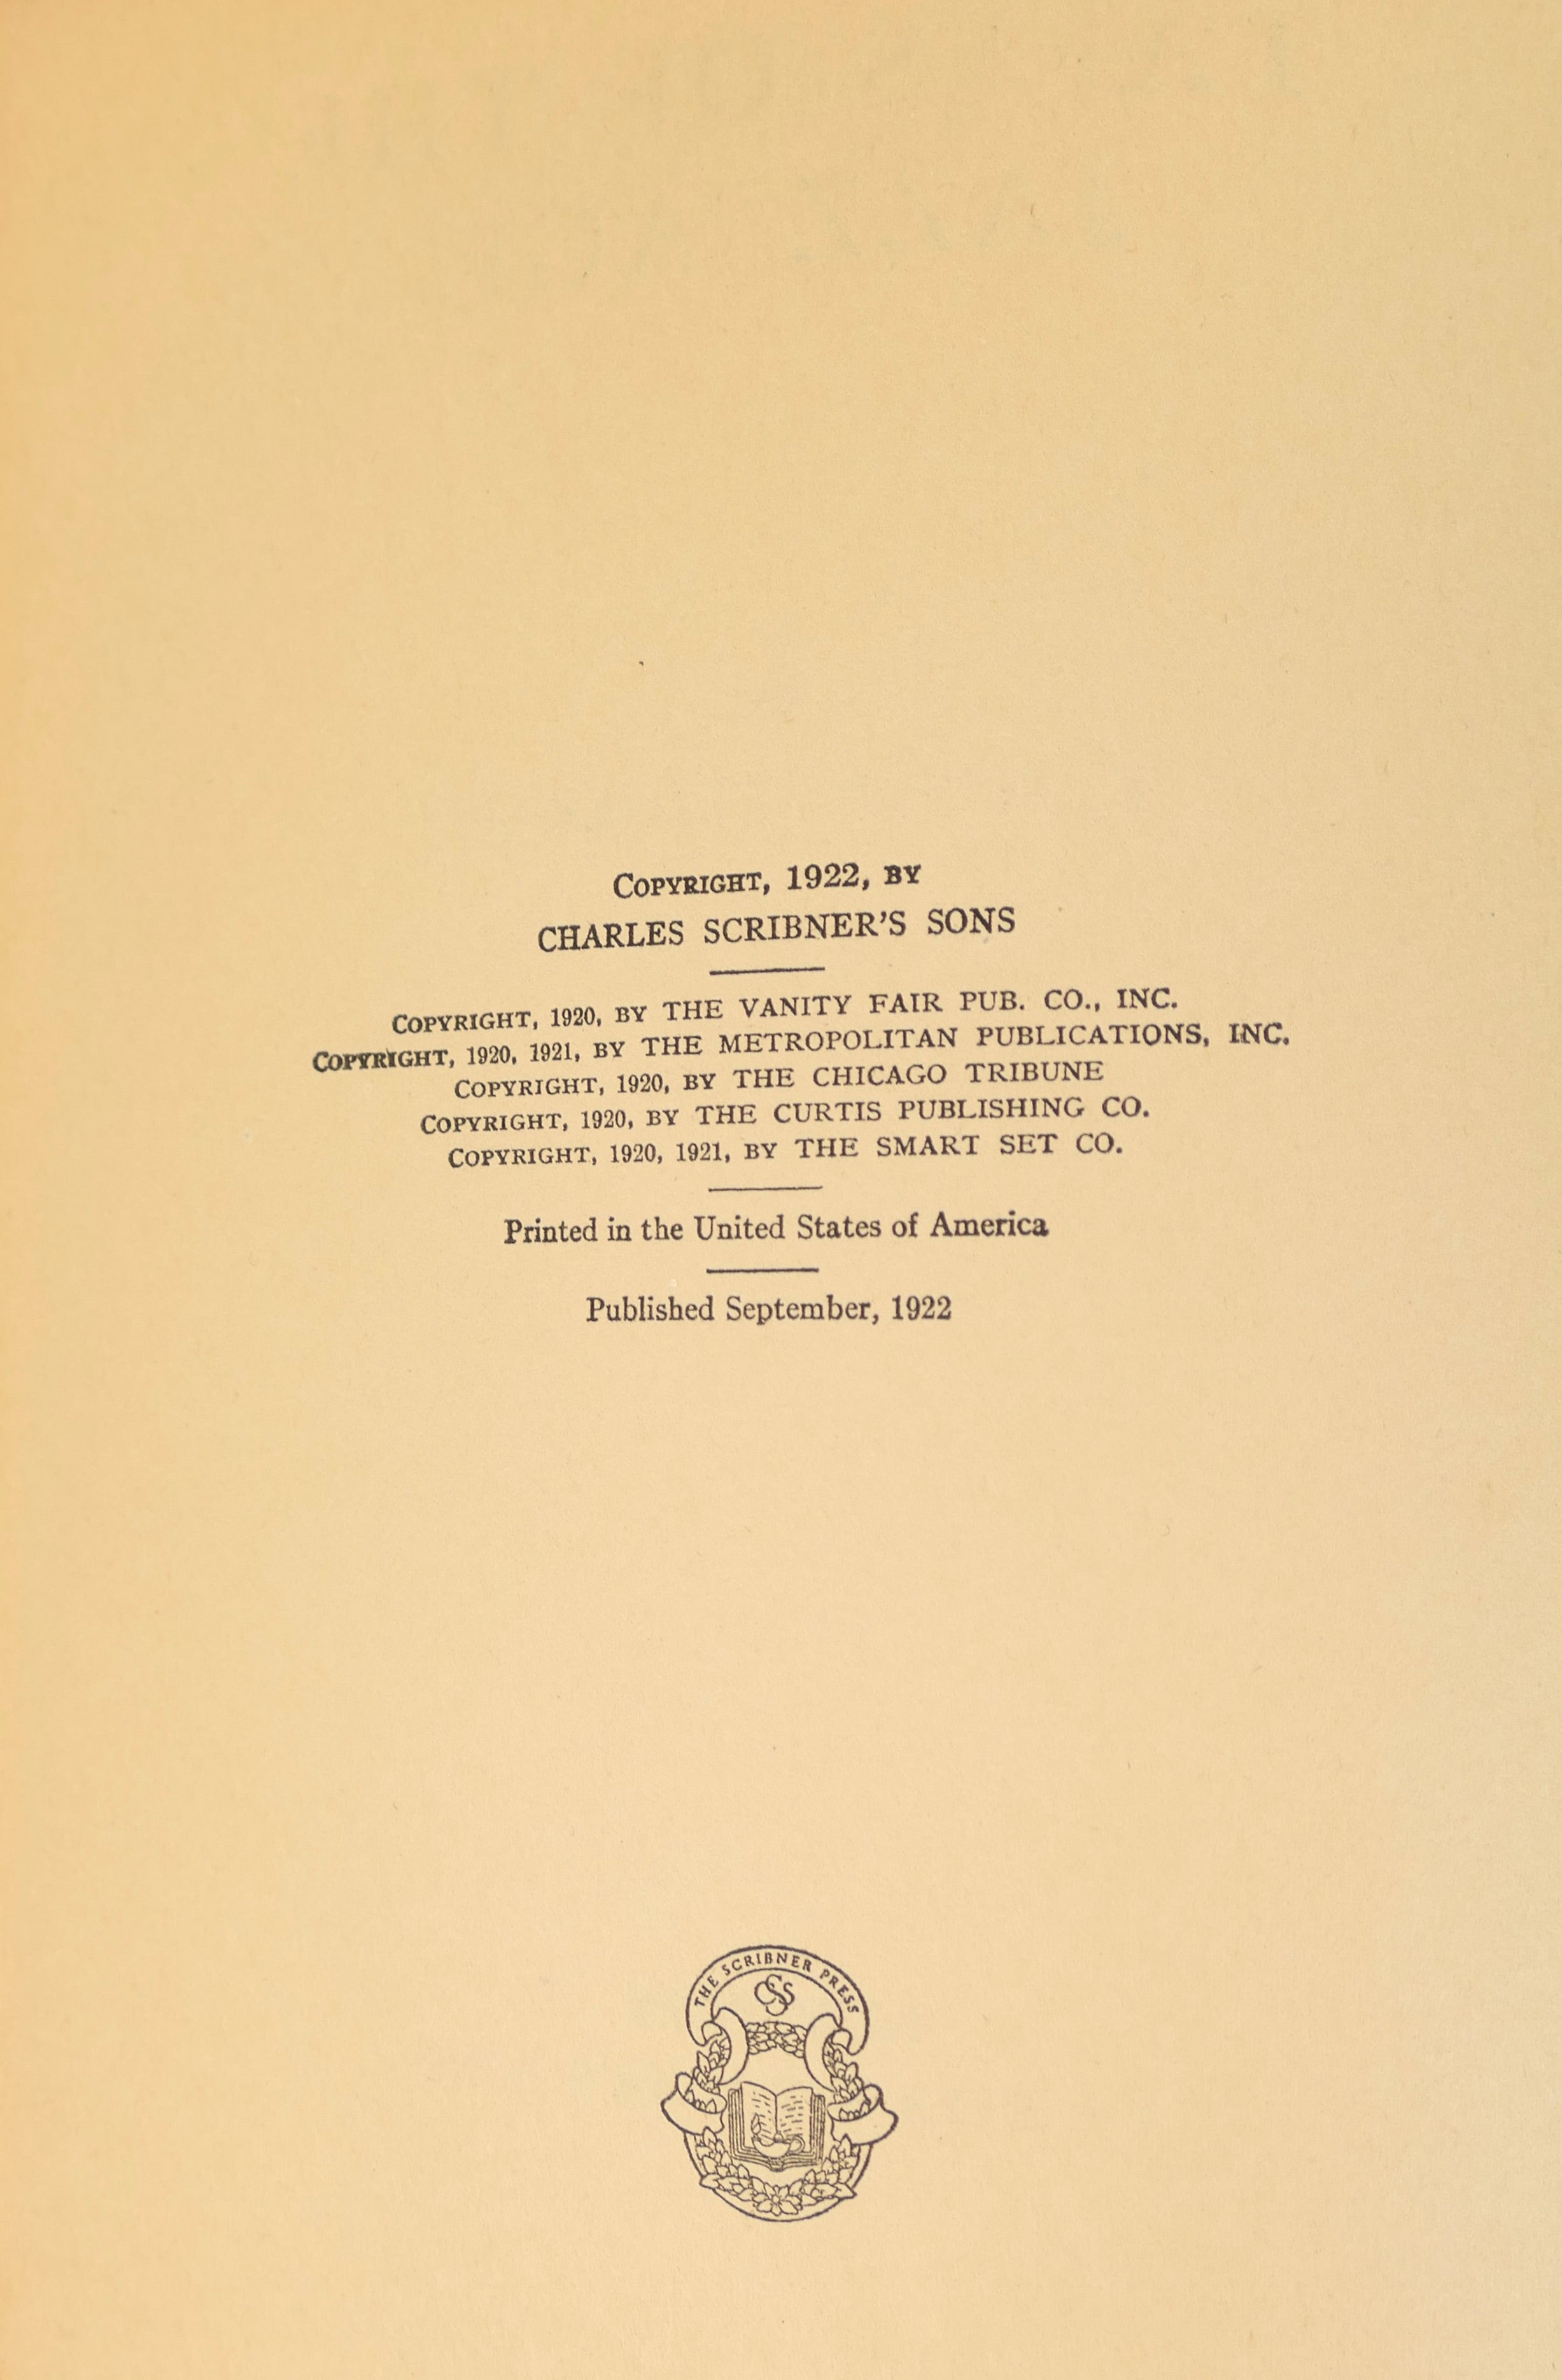 COPYRIGHT, 1922, BY
CHARLES SCRIBNER'S SONS
COPYRIGHT, 1920, BY THE VANITY FAIR PUB. CO., INC.
COPYRIGHT, 1920, 1921, BY THE METROPOLITAN PUBLICATIONS, INC.
COPYRIGHT, 1920, BY THE CHICAGO TRIBUNE
COPYRIGHT, 1920, BY THE CURTIS PUBLISHING CO.
COPYRIGHT, 1920, 1921, BY THE SMART SET CO.
Printed in the United States of America
Published September, 1922
THE SCRIBNER PRESS
CSS